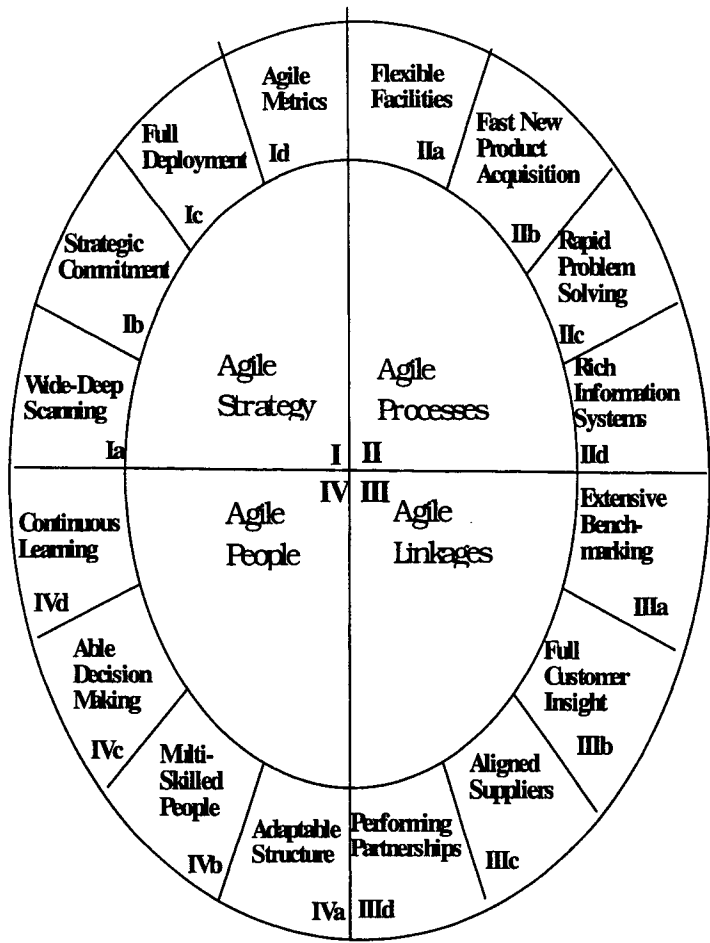 Agile
Metrics
Id
Flexible
Facilities
IIa
Fast New
Product
Acquisition
IIb
Rapid
Problem
Solving
IIc
Rich
Information
Systems
IId
Extensive
Bench-
marking
IIIa
Full
Customer
Insight
IIIb
Aligned
Suppliers
IIIc
Performing
Partnerships
IIId
Adaptable
Structure
IVa
Multi-
Skilled
People
IVb
Able
Decision
Making
IVc
Continuous
Learning
IVd
Wide-Deep
Scanning
Ia
Strategic
Commitment
Ib
Full
Deployment
Ic
Agile
Strategy
I
Agile
Processes
II
Agile
Linkages
III
Agile
People
IV